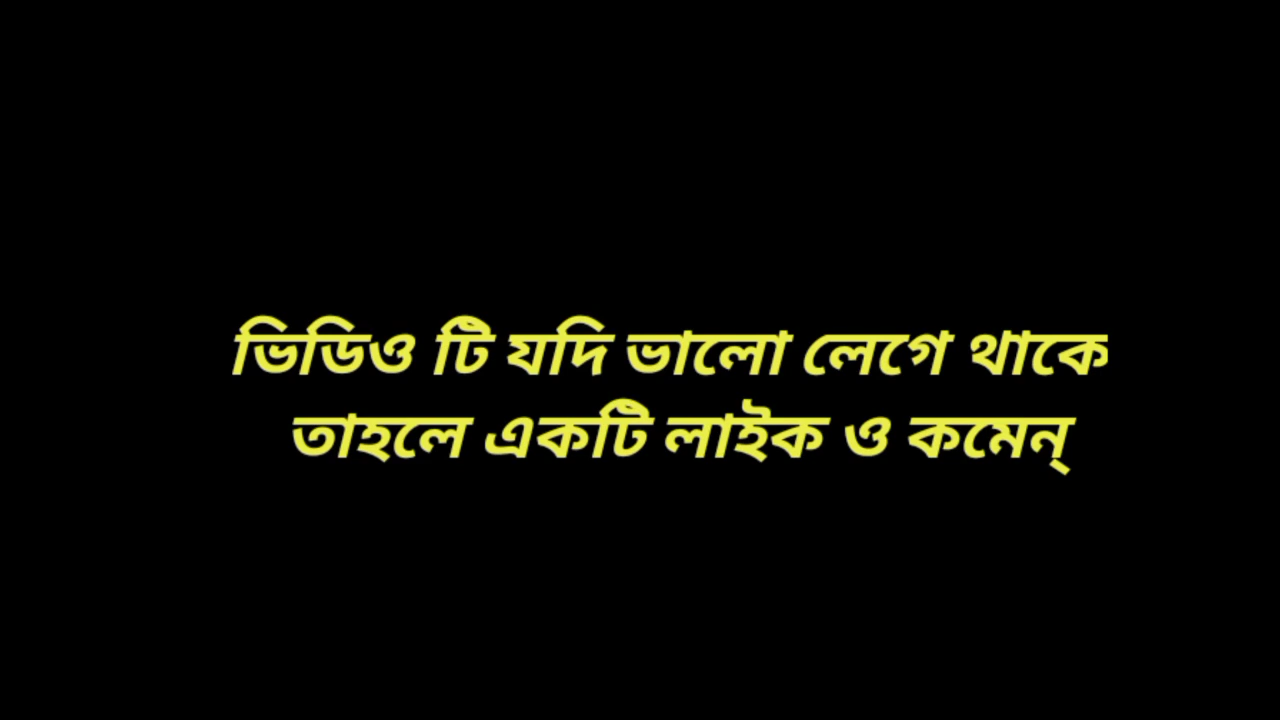 ভিডিও টি যদি ভালো লেগে থাকে
তাহলে একটি লাইক ও কমেন্